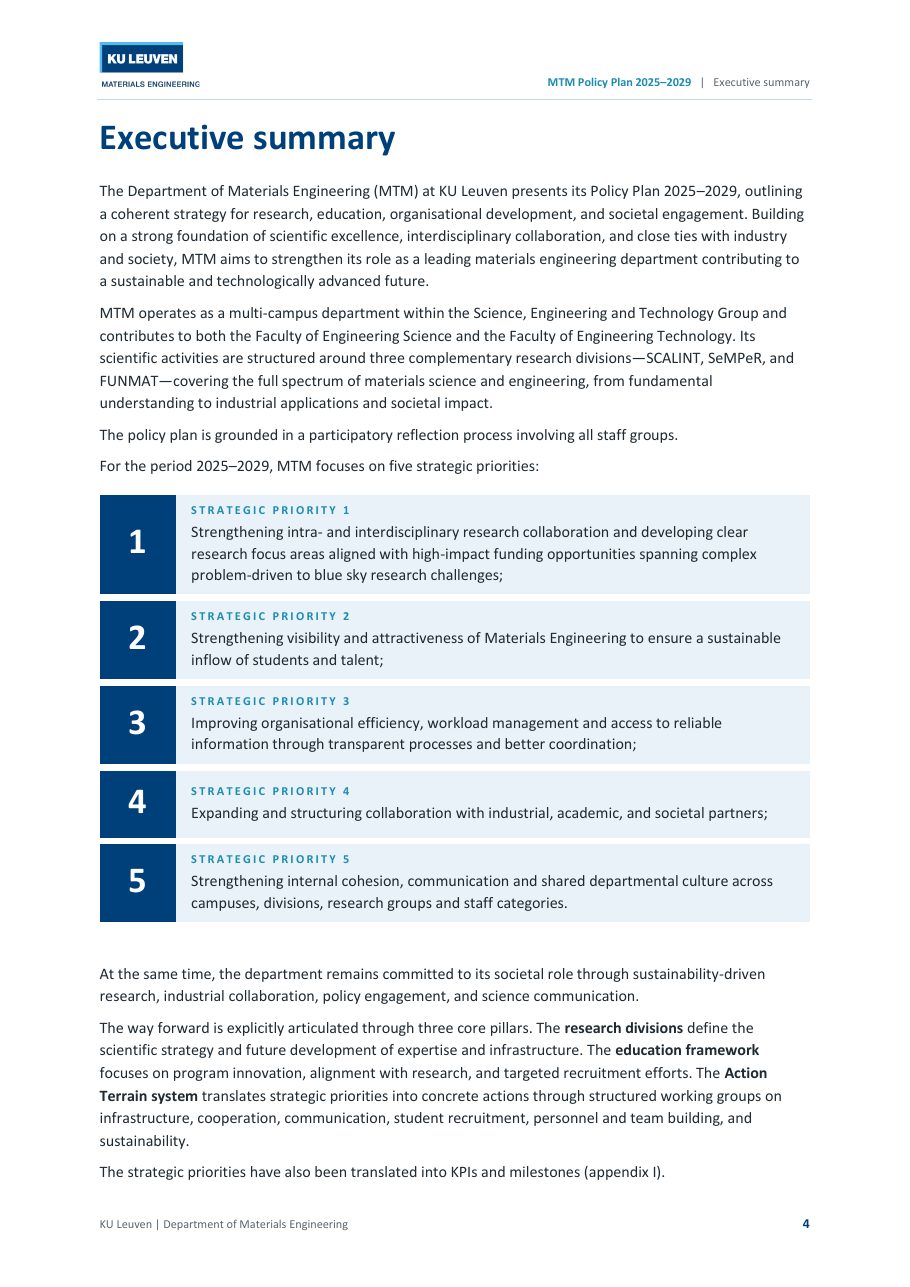 KU LEUVEN
MATERIALS ENGINEERING
MTM Policy Plan 2025–2029 | Executive summary
Executive summary
The Department of Materials Engineering (MTM) at KU Leuven presents its Policy Plan 2025–2029, outlining
a coherent strategy for research, education, organisational development, and societal engagement. Building
on a strong foundation of scientific excellence, interdisciplinary collaboration, and close ties with industry
and society, MTM aims to strengthen its role as a leading materials engineering department contributing to
a sustainable and technologically advanced future.
MTM operates as a multi-campus department within the Science, Engineering and Technology Group and
contributes to both the Faculty of Engineering Science and the Faculty of Engineering Technology. Its
scientific activities are structured around three complementary research divisions—SCALINT, SeMPeR, and
FUNMAT—covering the full spectrum of materials science and engineering, from fundamental
understanding to industrial applications and societal impact.
The policy plan is grounded in a participatory reflection process involving all staff groups.
For the period 2025–2029, MTM focuses on five strategic priorities:
1
STRATEGIC PRIORITY 1
Strengthening intra- and interdisciplinary research collaboration and developing clear
research focus areas aligned with high-impact funding opportunities spanning complex
problem-driven to blue sky research challenges;
2
STRATEGIC PRIORITY 2
Strengthening visibility and attractiveness of Materials Engineering to ensure a sustainable
inflow of students and talent;
3
STRATEGIC PRIORITY 3
Improving organisational efficiency, workload management and access to reliable
information through transparent processes and better coordination;
4
STRATEGIC PRIORITY 4
Expanding and structuring collaboration with industrial, academic, and societal partners;
5
STRATEGIC PRIORITY 5
Strengthening internal cohesion, communication and shared departmental culture across
campuses, divisions, research groups and staff categories.
At the same time, the department remains committed to its societal role through sustainability-driven
research, industrial collaboration, policy engagement, and science communication.
The way forward is explicitly articulated through three core pillars. The research divisions define the
scientific strategy and future development of expertise and infrastructure. The education framework
focuses on program innovation, alignment with research, and targeted recruitment efforts. The Action
Terrain system translates strategic priorities into concrete actions through structured working groups on
infrastructure, cooperation, communication, student recruitment, personnel and team building, and
sustainability.
The strategic priorities have also been translated into KPIs and milestones (appendix I).
KU Leuven | Department of Materials Engineering
4